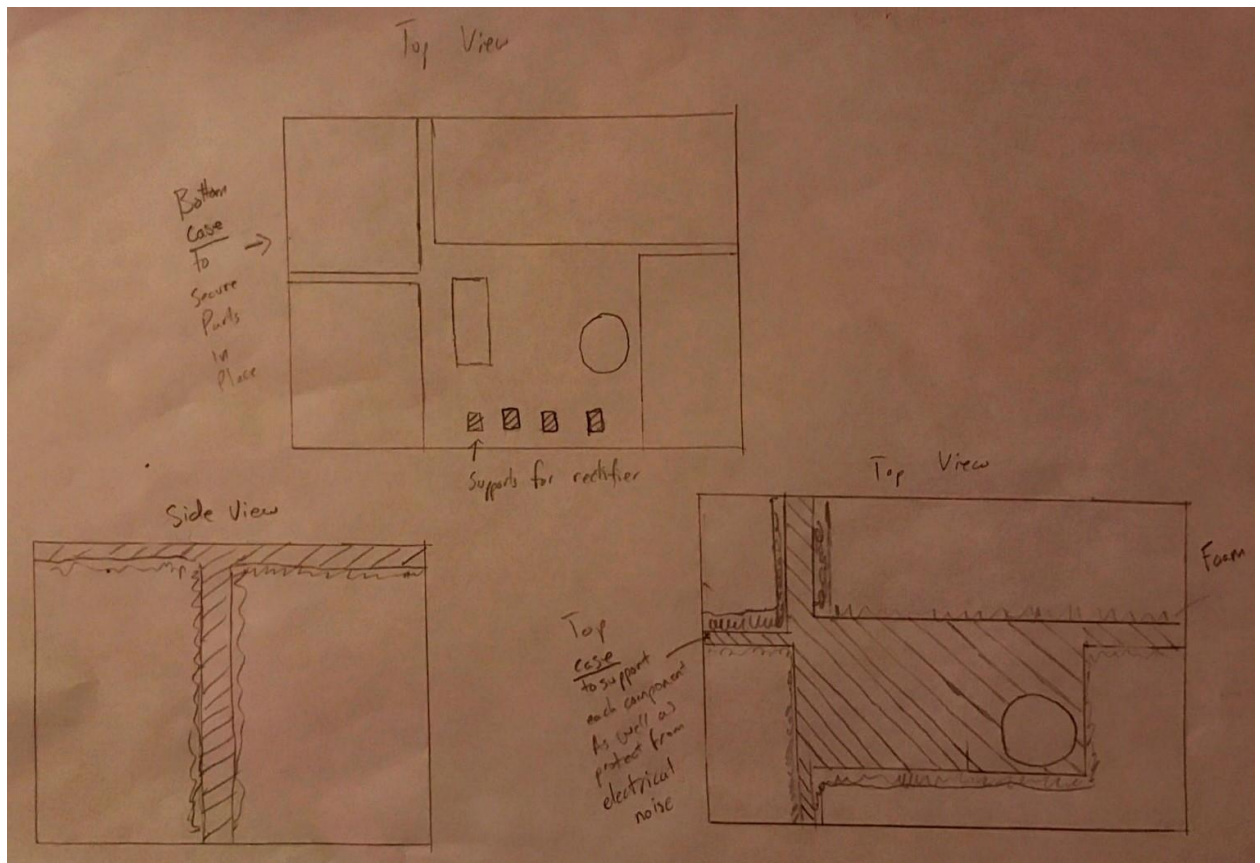 Top View
Bottom
case
to
Secure
Parts
in
Place
Supports for rectifier
Side View
Top View
Foam
Top
case
to support
each component
As well as
protect from
electrical
noise